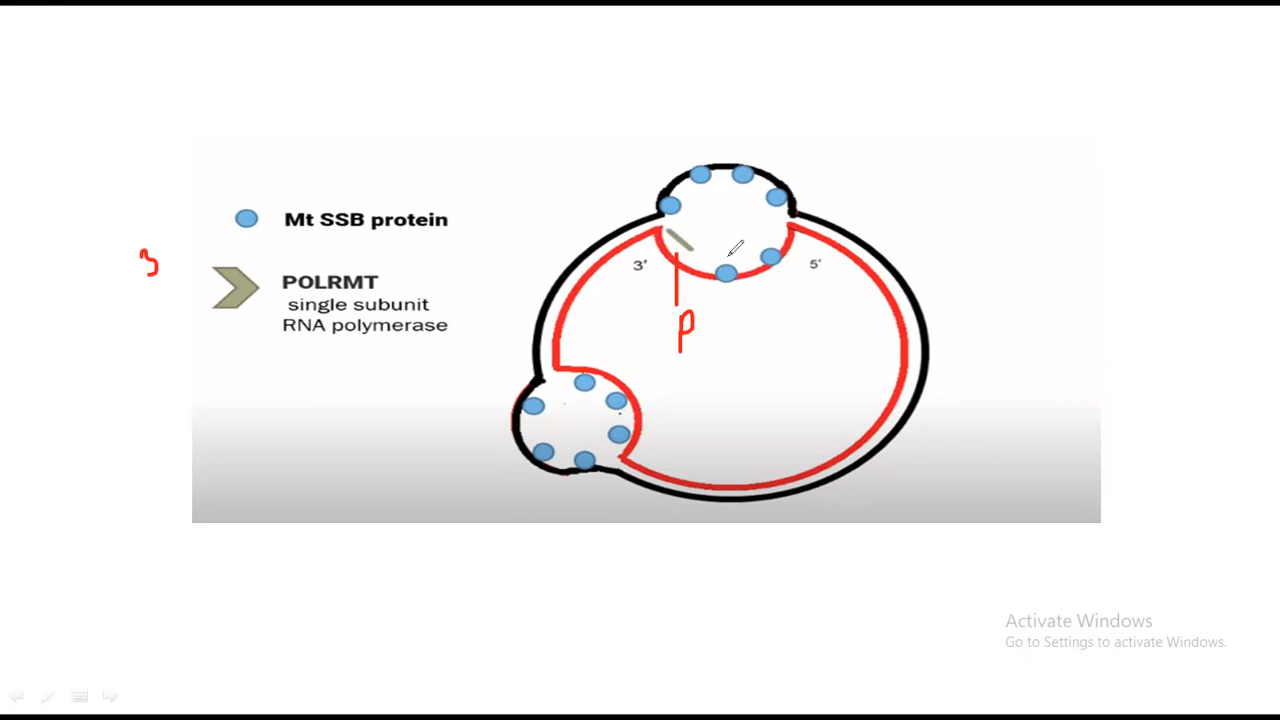 Mt SSB protein
POLRMT
single subunit
RNA polymerase
3'
5'
P
Activate Windows
Go to Settings to activate Windows.